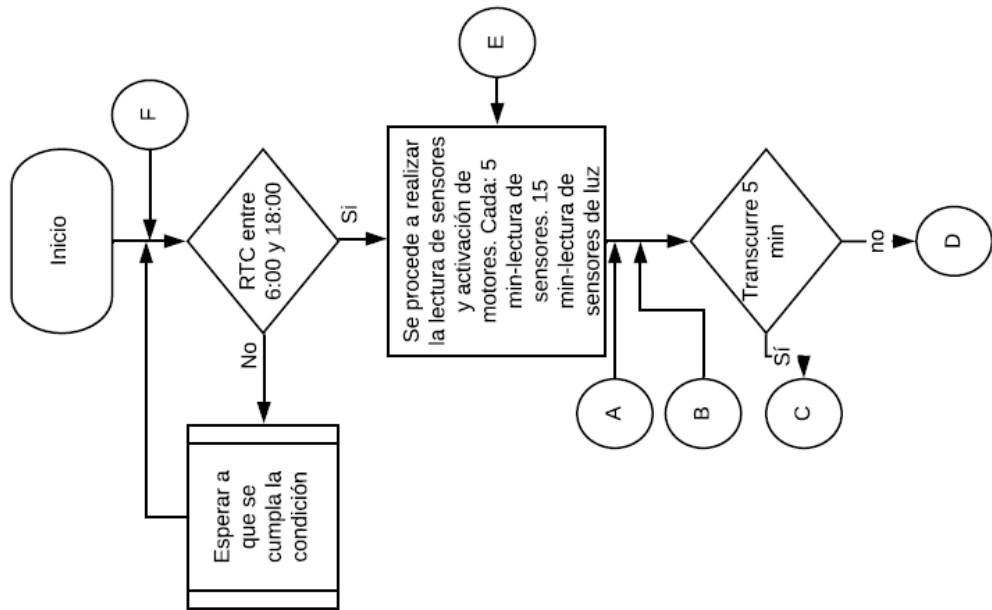 Inicio
F
RTC entre
6:00 y 18:00
No
Si
Esperar a
que se
cumpla la
condición
E
Se procede a realizar
la lectura de sensores
y activación de
motores. Cada: 5
min-lectura de
sensores. 15
min-lectura de
sensores de luz
A
B
Transcurre 5
min
Sí
no
C
D